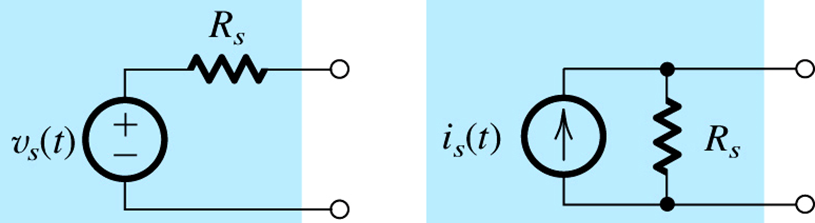 R_s
+
v_s(t)
−
i_s(t)
R_s